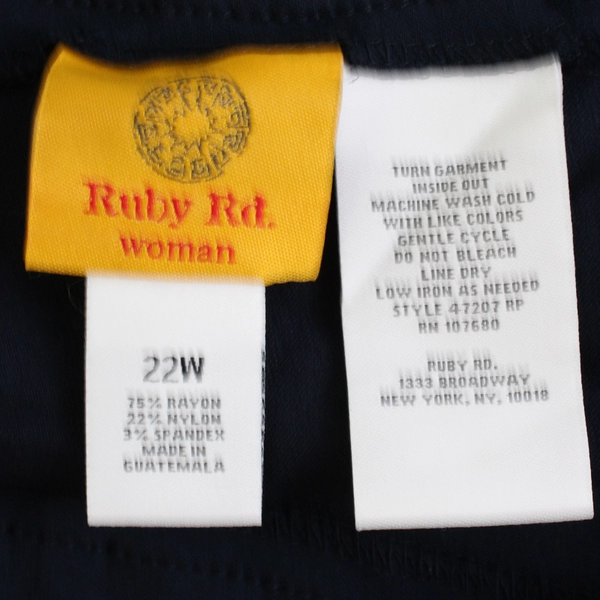 Ruby Rd.
woman
22W
75% RAYON
22% NYLON
3% SPANDEX
MADE IN
GUATEMALA
TURN GARMENT
INSIDE OUT
MACHINE WASH COLD
WITH LIKE COLORS
GENTLE CYCLE
DO NOT BLEACH
LINE DRY
LOW IRON AS NEEDED
STYLE 47207 RP
RN 107680
RUBY RD.
1333 BROADWAY
NEW YORK, NY, 10018